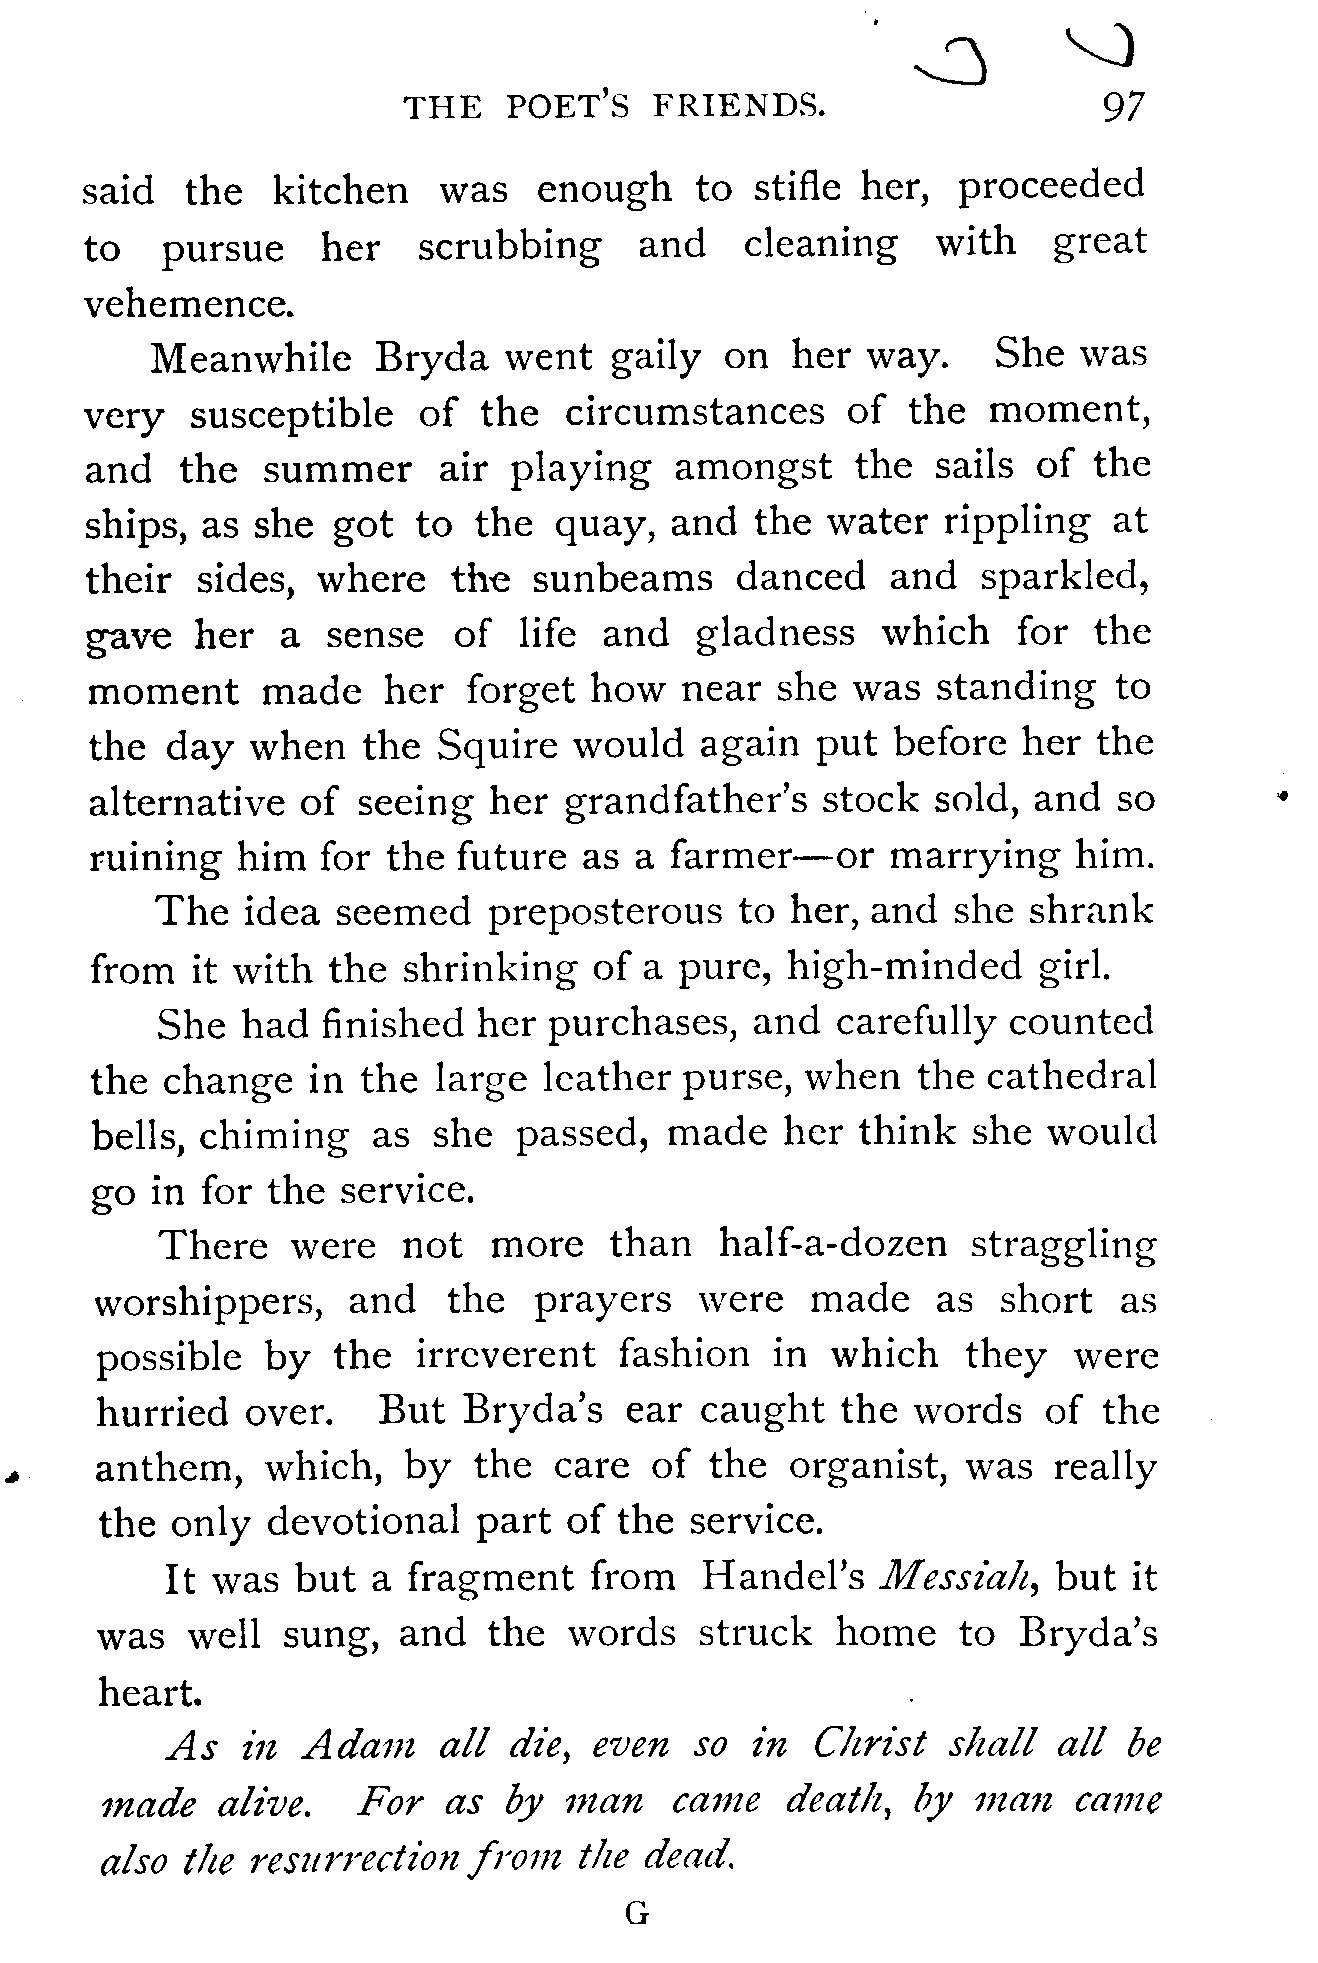 THE POET'S FRIENDS. 97
said the kitchen was enough to stifle her, proceeded
to pursue her scrubbing and cleaning with great
vehemence.
Meanwhile Bryda went gaily on her way. She was
very susceptible of the circumstances of the moment,
and the summer air playing amongst the sails of the
ships, as she got to the quay, and the water rippling at
their sides, where the sunbeams danced and sparkled,
gave her a sense of life and gladness which for the
moment made her forget how near she was standing to
the day when the Squire would again put before her the
alternative of seeing her grandfather's stock sold, and so
ruining him for the future as a farmer—or marrying him.
The idea seemed preposterous to her, and she shrank
from it with the shrinking of a pure, high-minded girl.
She had finished her purchases, and carefully counted
the change in the large leather purse, when the cathedral
bells, chiming as she passed, made her think she would
go in for the service.
There were not more than half-a-dozen straggling
worshippers, and the prayers were made as short as
possible by the irreverent fashion in which they were
hurried over. But Bryda's ear caught the words of the
anthem, which, by the care of the organist, was really
the only devotional part of the service.
It was but a fragment from Handel's Messiah, but it
was well sung, and the words struck home to Bryda's
heart.
As in Adam all die, even so in Christ shall all be
made alive. For as by man came death, by man came
also the resurrection from the dead.
G